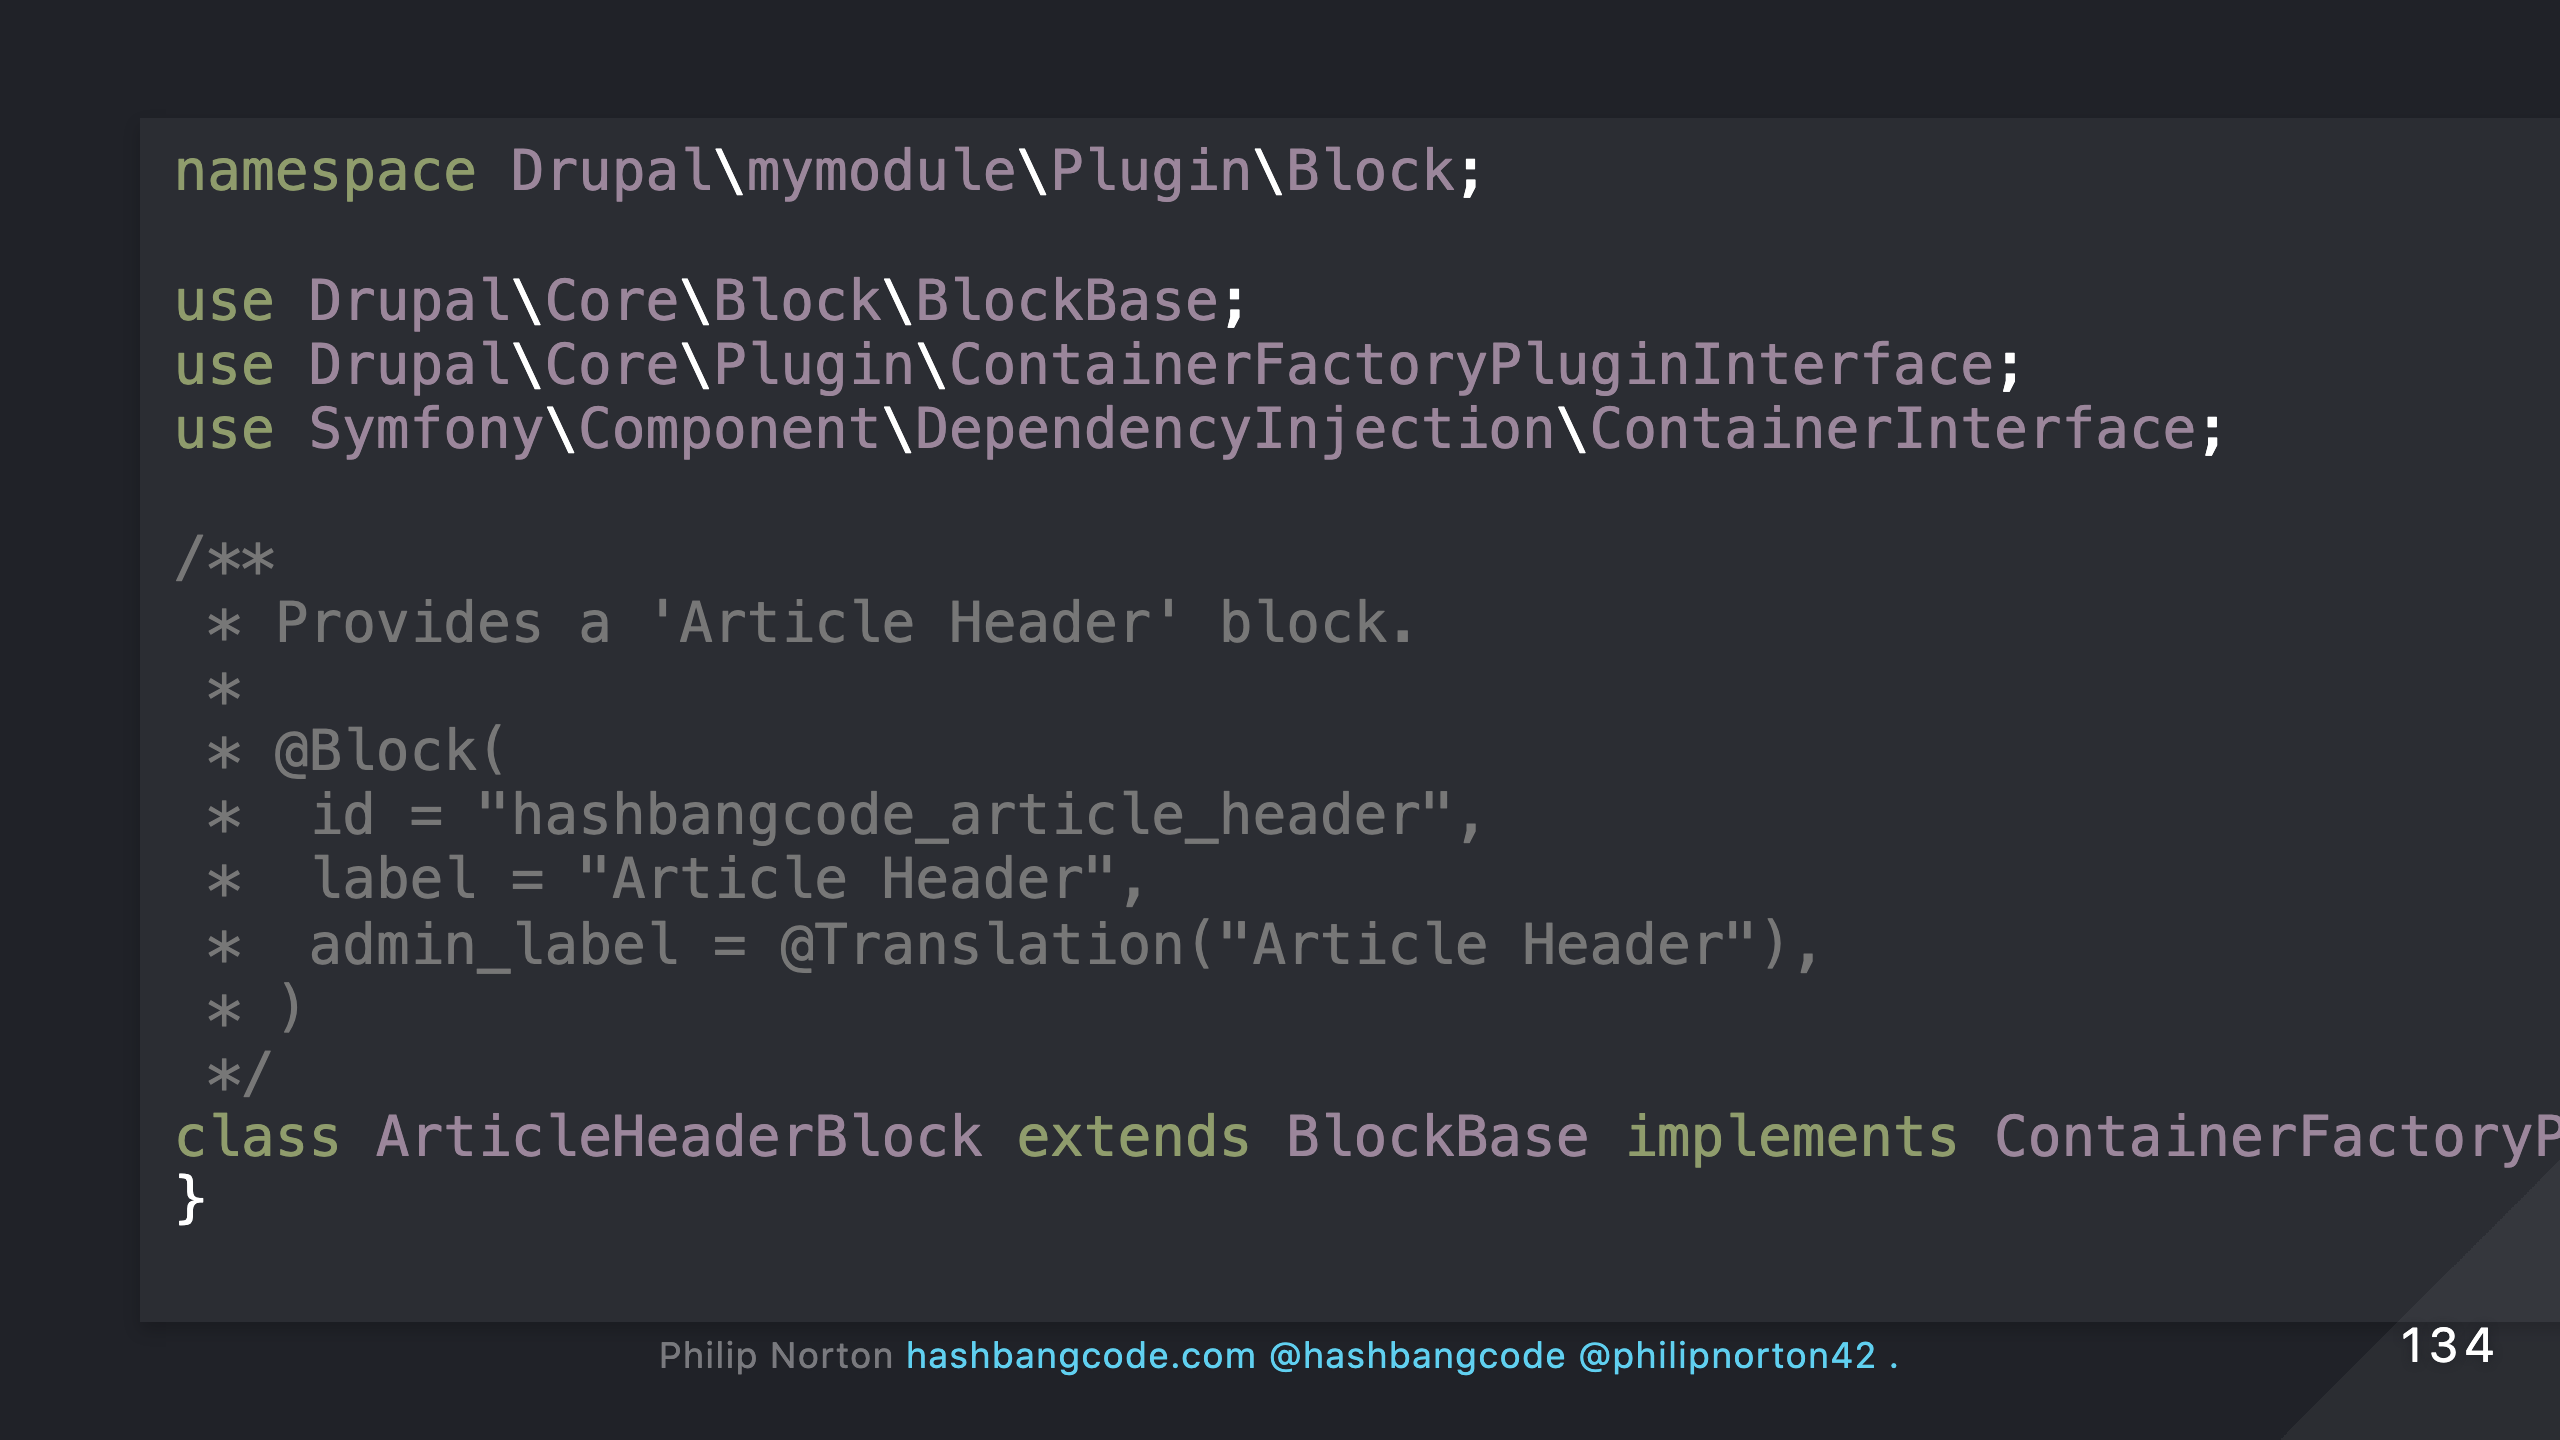 namespace Drupal\mymodule\Plugin\Block;

use Drupal\Core\Block\BlockBase;
use Drupal\Core\Plugin\ContainerFactoryPluginInterface;
use Symfony\Component\DependencyInjection\ContainerInterface;

/**
 * Provides a 'Article Header' block.
 *
 * @Block(
 *  id = "hashbangcode_article_header",
 *  label = "Article Header",
 *  admin_label = @Translation("Article Header"),
 * )
 */
class ArticleHeaderBlock extends BlockBase implements ContainerFactoryP
}
Philip Norton hashbangcode.com @hashbangcode @philipnorton42 .
134